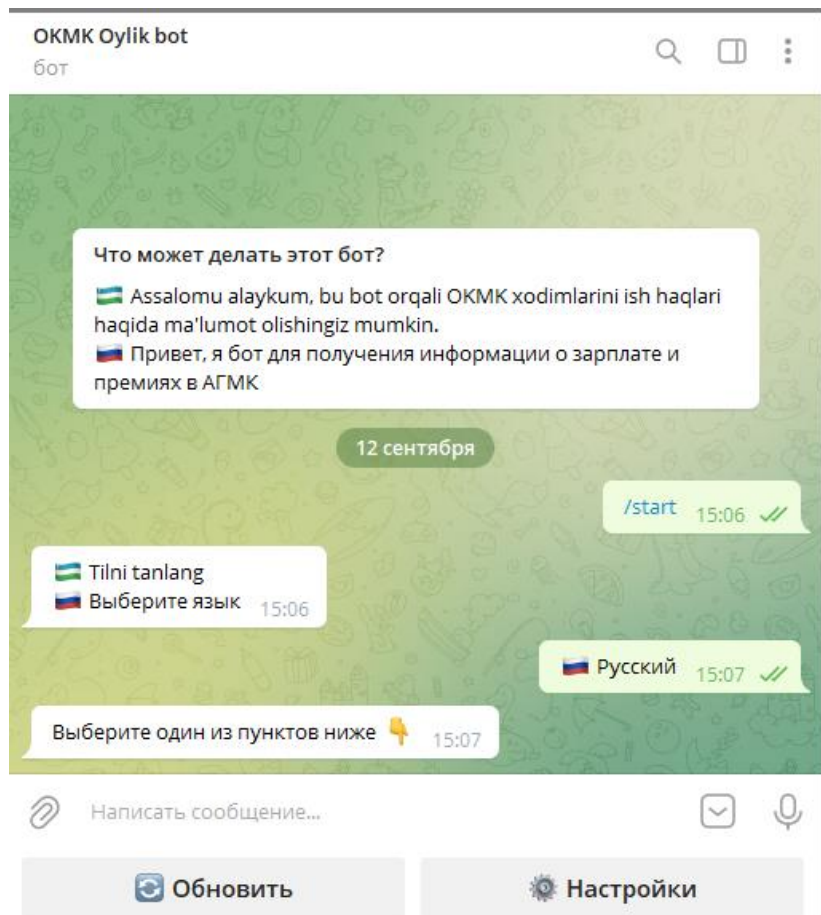 OKMK Oylik bot
бот
Что может делать этот бот?
🇺🇿 Assalomu alaykum, bu bot orqali OKMK xodimlarini ish haqlari
haqida ma'lumot olishingiz mumkin.
🇷🇺 Привет, я бот для получения информации о зарплате и
премиях в АГМК
12 сентября
/start 15:06
🇺🇿 Tilni tanlang
🇷🇺 Выберите язык 15:06
🇷🇺 Русский 15:07
Выберите один из пунктов ниже 👇 15:07
Написать сообщение...
🔄 Обновить
⚙️ Настройки